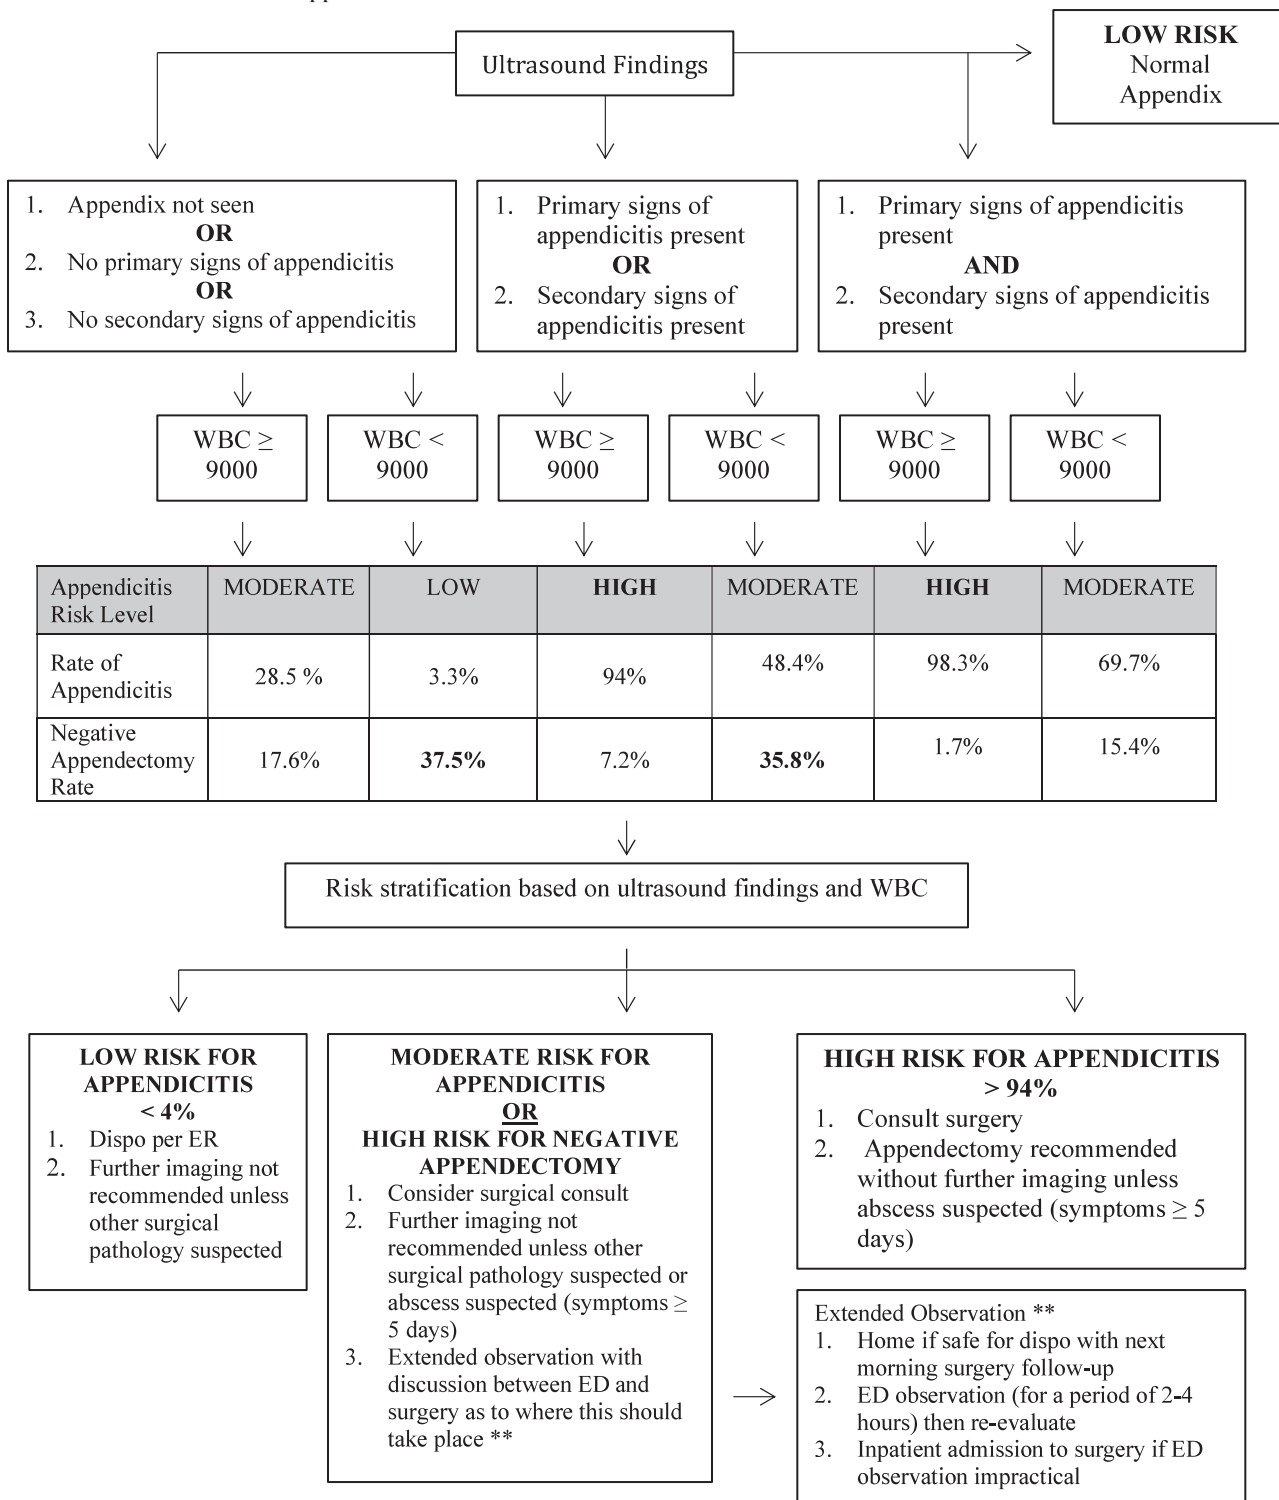 Ultrasound Findings
LOW RISK
Normal
Appendix
1. Appendix not seen
OR
2. No primary signs of appendicitis
OR
3. No secondary signs of appendicitis
1. Primary signs of
appendicitis present
OR
2. Secondary signs of
appendicitis present
1. Primary signs of appendicitis
present
AND
2. Secondary signs of appendicitis
present
WBC ≥
9000
WBC <
9000
WBC ≥
9000
WBC <
9000
WBC ≥
9000
WBC <
9000
Appendicitis
Risk Level
MODERATE
LOW
HIGH
MODERATE
HIGH
MODERATE
Rate of
Appendicitis
28.5 %
3.3%
94%
48.4%
98.3%
69.7%
Negative
Appendectomy
Rate
17.6%
37.5%
7.2%
35.8%
1.7%
15.4%
Risk stratification based on ultrasound findings and WBC
LOW RISK FOR
APPENDICITIS
< 4%
1. Dispo per ER
2. Further imaging not
recommended unless
other surgical
pathology suspected
MODERATE RISK FOR
APPENDICITIS
OR
HIGH RISK FOR NEGATIVE
APPENDECTOMY
1. Consider surgical consult
2. Further imaging not
recommended unless other
surgical pathology suspected or
abscess suspected (symptoms ≥
5 days)
3. Extended observation with
discussion between ED and
surgery as to where this should
take place **
HIGH RISK FOR APPENDICITIS
> 94%
1. Consult surgery
2. Appendectomy recommended
without further imaging unless
abscess suspected (symptoms ≥ 5
days)
Extended Observation **
1. Home if safe for dispo with next
morning surgery follow-up
2. ED observation (for a period of 2-4
hours) then re-evaluate
3. Inpatient admission to surgery if ED
observation impractical